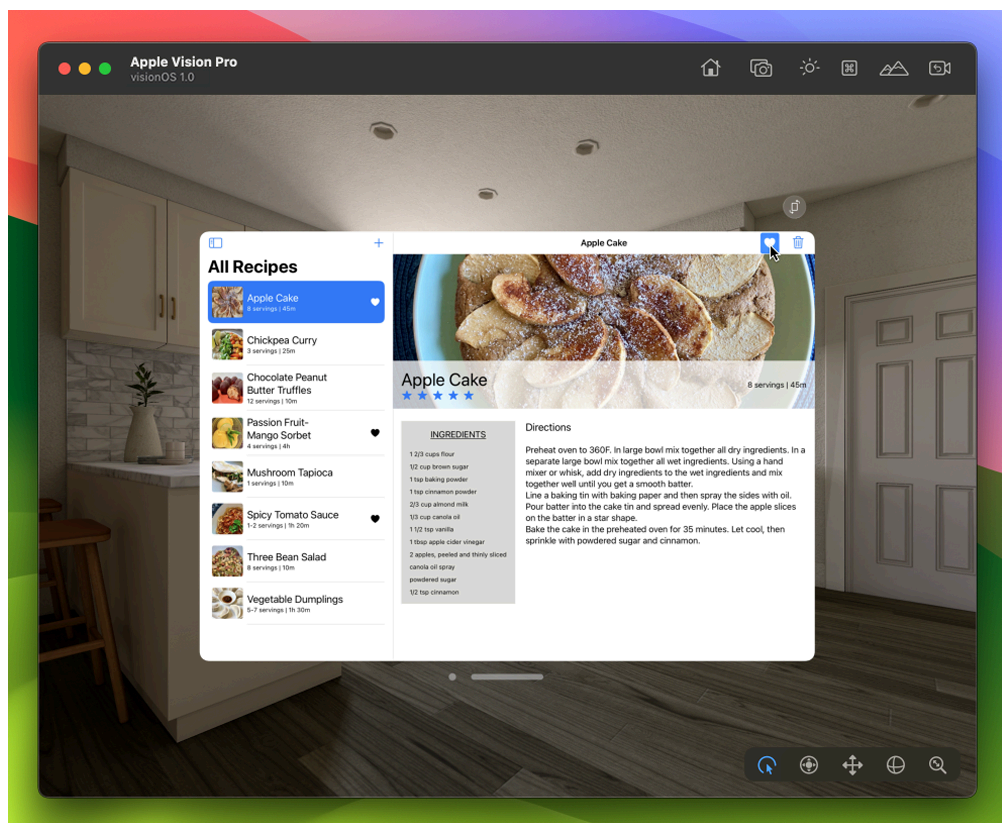 Apple Vision Pro
visionOS 1.0
Apple Cake
All Recipes
Apple Cake
8 servings | 45m
Chickpea Curry
3 servings | 25m
Chocolate Peanut
Butter Truffles
12 servings | 10m
Passion Fruit-
Mango Sorbet
4 servings | 4h
Mushroom Tapioca
1 servings | 10m
Spicy Tomato Sauce
1-2 servings | 1h 20m
Three Bean Salad
8 servings | 10m
Vegetable Dumplings
5-7 servings | 1h 30m
Apple Cake
8 servings | 45m
INGREDIENTS
1 2/3 cups flour
1/2 cup brown sugar
1 tsp baking powder
1 tsp cinnamon powder
2/3 cup almond milk
1/3 cup canola oil
1 1/2 tsp vanilla
1 tbsp apple cider vinegar
2 apples, peeled and thinly sliced
canola oil spray
powdered sugar
1/2 tsp cinnamon
Directions
Preheat oven to 360F. In large bowl mix together all dry ingredients. In a
separate large bowl mix together all wet ingredients. Using a hand
mixer or whisk, add dry ingredients to the wet ingredients and mix
together well until you get a smooth batter.
Line a baking tin with baking paper and then spray the sides with oil.
Pour batter into the cake tin and spread evenly. Place the apple slices
on the batter in a star shape.
Bake the cake in the preheated oven for 35 minutes. Let cool, then
sprinkle with powdered sugar and cinnamon.